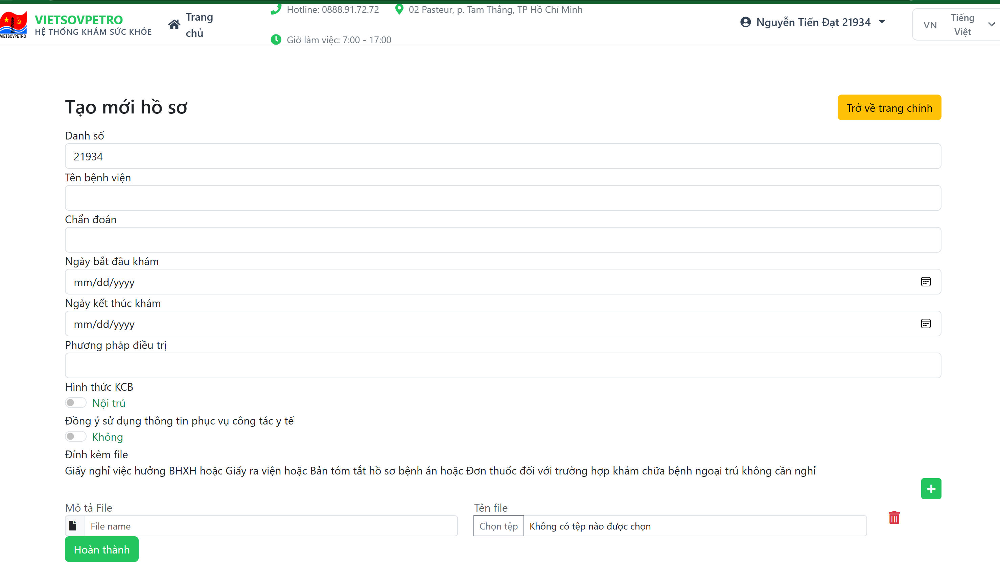 VIETSOVPETRO
VIETSOVPETRO
HỆ THỐNG KHÁM SỨC KHỎE
Trang
chủ
Hotline: 0888.91.72.72
02 Pasteur, p. Tam Thắng, TP Hồ Chí Minh
Giờ làm việc: 7:00 - 17:00
Nguyễn Tiến Đạt 21934
VN
Tiếng
Việt
Tạo mới hồ sơ
Trở về trang chính
Danh số
21934
Tên bệnh viện
Chẩn đoán
Ngày bắt đầu khám
mm/dd/yyyy
Ngày kết thúc khám
mm/dd/yyyy
Phương pháp điều trị
Hình thức KCB
Nội trú
Đồng ý sử dụng thông tin phục vụ công tác y tế
Không
Đính kèm file
Giấy nghỉ việc hưởng BHXH hoặc Giấy ra viện hoặc Bản tóm tắt hồ sơ bệnh án hoặc Đơn thuốc đối với trường hợp khám chữa bệnh ngoại trú không cần nghỉ
Mô tả File
File name
Tên file
Chọn tệp
Không có tệp nào được chọn
Hoàn thành